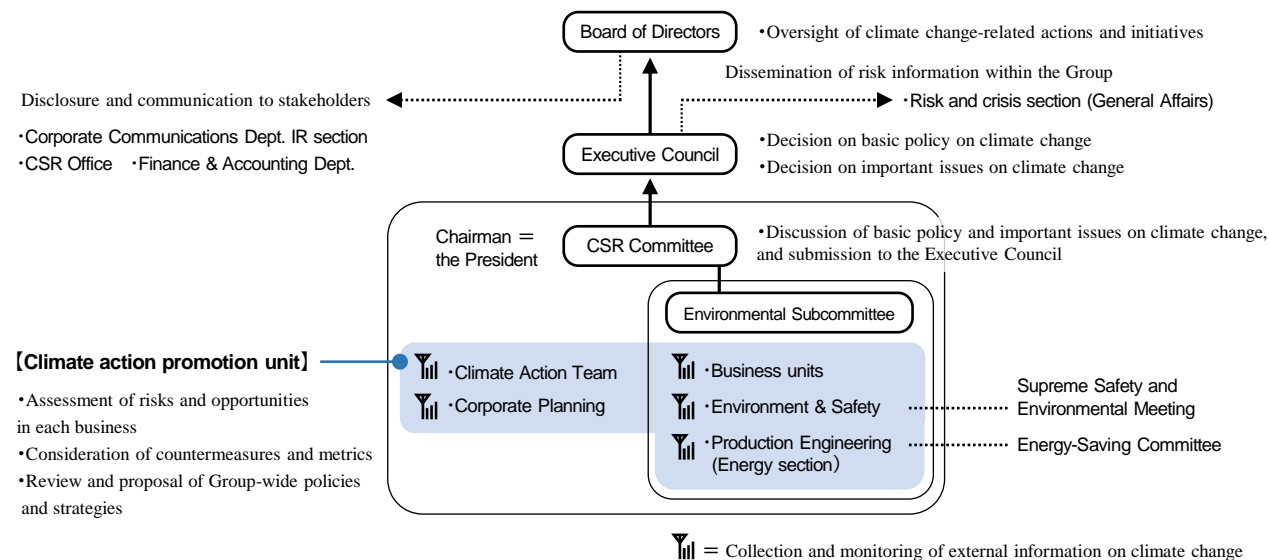 Board of Directors
・Oversight of climate change-related actions and initiatives
Dissemination of risk information within the Group
Disclosure and communication to stakeholders
・Risk and crisis section (General Affairs)
・Corporate Communications Dept. IR section
・CSR Office ・Finance & Accounting Dept.
Executive Council
・Decision on basic policy on climate change
・Decision on important issues on climate change
Chairman ＝
the President
CSR Committee
・Discussion of basic policy and important issues on climate change,
and submission to the Executive Council
Environmental Subcommittee
【Climate action promotion unit】
・Assessment of risks and opportunities
in each business
・Consideration of countermeasures and metrics
・Review and proposal of Group-wide policies
and strategies
・Climate Action Team
・Corporate Planning
・Business units
・Environment & Safety
・Production Engineering
(Energy section）
Supreme Safety and
Environmental Meeting
Energy-Saving Committee
= Collection and monitoring of external information on climate change